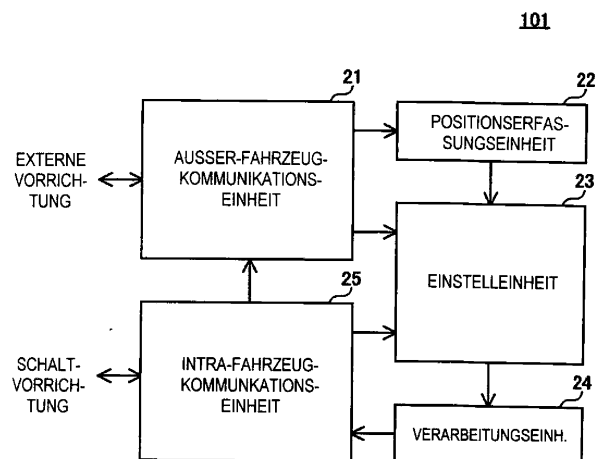 101
21
AUSSER-FAHRZEUG-
KOMMUNIKATIONS-
EINHEIT
22
POSITIONSERFAS-
SUNGSEINHEIT
EXTERNE
VORRICH-
TUNG
23
EINSTELLEINHEIT
25
INTRA-FAHRZEUG-
KOMMUNKATIONS-
EINHEIT
SCHALT-
VORRICH-
TUNG
24
VERARBEITUNGSEINH.